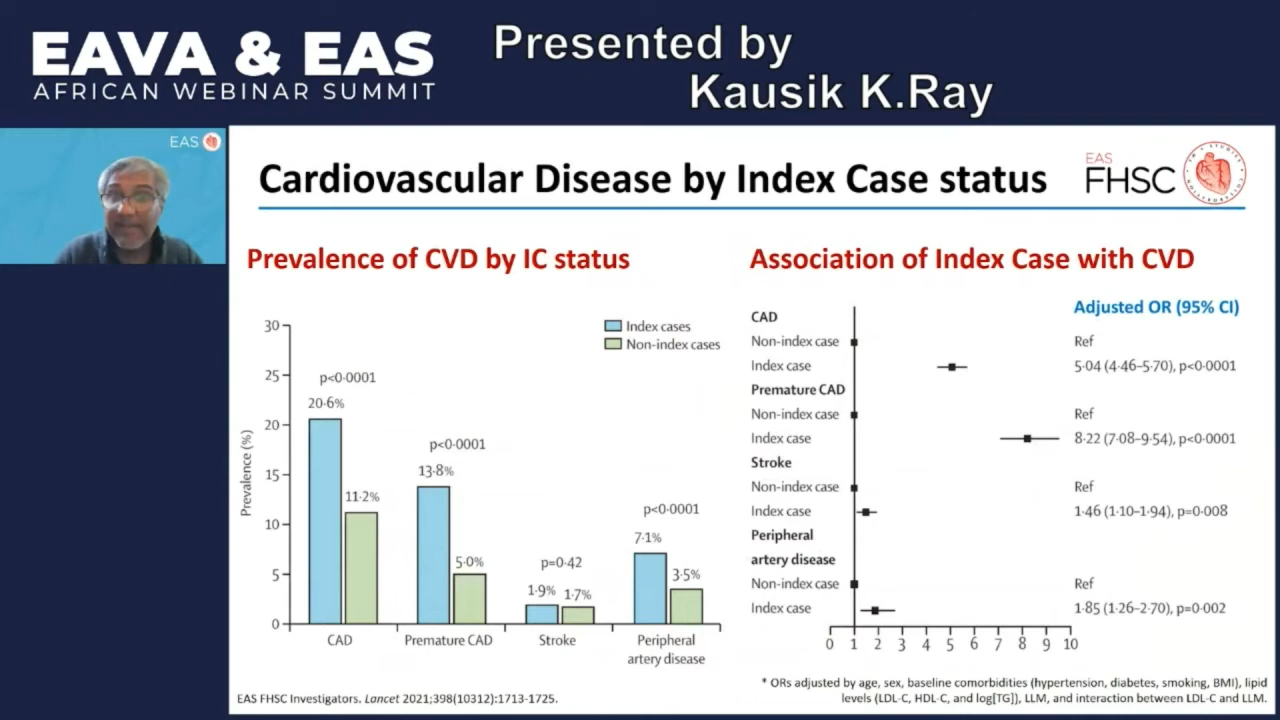 EAVA & EAS
AFRICAN WEBINAR SUMMIT
Presented by
Kausik K.Ray
EAS
Cardiovascular Disease by Index Case status
EAS
FHSC
Prevalence of CVD by IC status
Prevalence (%)
30
25
20
15
10
5
0
Index cases
Non-index cases
p<0·0001
20·6%
11·2%
CAD
p<0·0001
13·8%
5·0%
Premature CAD
p=0·42
1·9%
1·7%
Stroke
p<0·0001
7·1%
3·5%
Peripheral
artery disease
EAS FHSC Investigators. Lancet 2021;398(10312):1713-1725.
Association of Index Case with CVD
Adjusted OR (95% CI)
CAD
Non-index case Ref
Index case 5·04 (4·46–5·70), p<0·0001
Premature CAD
Non-index case Ref
Index case 8·22 (7·08–9·54), p<0·0001
Stroke
Non-index case Ref
Index case 1·46 (1·10–1·94), p=0·008
Peripheral
artery disease
Non-index case Ref
Index case 1·85 (1·26–2·70), p=0·002
0 1 2 3 4 5 6 7 8 9 10
* ORs adjusted by age, sex, baseline comorbidities (hypertension, diabetes, smoking, BMI), lipid
levels (LDL-C, HDL-C, and log[TG]), LLM, and interaction between LDL-C and LLM.